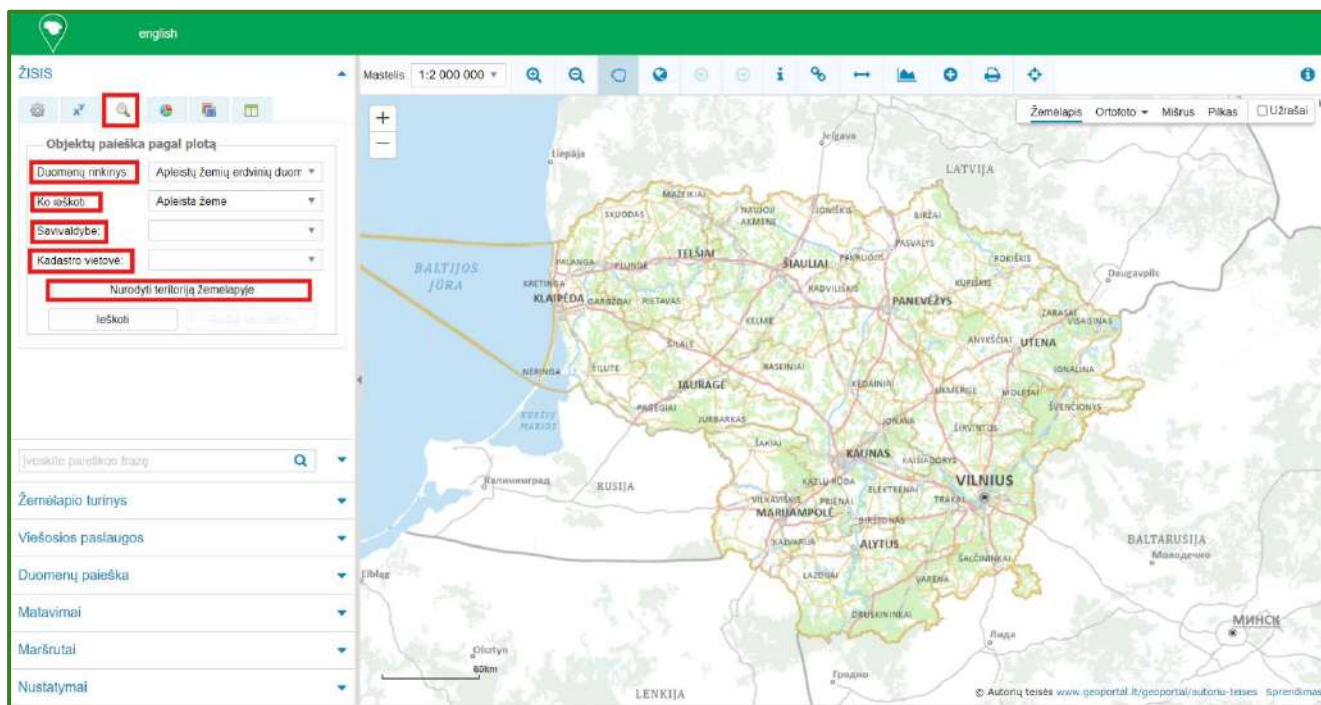 english
ŽISIS
Mastelis 1:2 000 000
Žemėlapis Ortofoto Mišrus Pilkas Užrašai
Objektų paieška pagal plotą
Duomenų rinkinys: Apleistų žemių erdvinių duom
Ko ieškoti: Apleista žemė
Savivaldybė:
Kadastro vietovė:
Nurodyti teritoriją žemėlapyje
Ieškoti
Įveskite paieškos frazę
Žemėlapio turinys
Viešosios paslaugos
Duomenų paieška
Matavimai
Maršrutai
Nustatymai
Jelgava
Liepāja
LATVIJA
MAŽEIKIAI
SKUODAS
NAUJOJI AKMENĖ
JONIŠKIS
BIRŽAI
PASVALYS
TELŠIAI
PALANGA
PLUNGĖ
ŠIAULIAI
PAKRUOJIS
ROKIŠKIS
Daugavpils
BALTIJOS
JŪRA
KRETINGA
KUPIŠKIS
RADVILIŠKIS
KLAIPĖDA
GARGŽDAI
RIETAVAS
PANEVĖŽYS
ZARASAI
VISAGINAS
KELMĖ
ANYKŠČIAI
UTENA
ŠILALĖ
NERINGA
ŠILUTĖ
RASEINIAI
IGNALINA
TAURAGĖ
KĖDAINIAI
UKMERGĖ
MOLĖTAI
ŠVENČIONYS
PAGĖGIAI
JURBARKAS
KURŠIŲ
MARIOS
JONAVA
ŠIRVINTOS
ŠAKIAI
KAUNAS
KAIŠIADORYS
Калининград
RUSIJA
KAZLŲ RŪDA
ELEKTRĖNAI
VILNIUS
VILKAVIŠKIS
PRIENAI
TRAKAI
MARIJAMPOLĖ
BIRŠTONAS
KALVARIJA
ALYTUS
BALTARUSIJA
Молодечно
ŠALČININKAI
Elbląg
LAZDIJAI
VARĖNA
DRUSKININKAI
Лида
МИНСК
Olsztyn
60km
Гродно
LENKIJA
© Autorių teisės www.geoportal.lt/geoportal/autoriu-teises Sprendimas